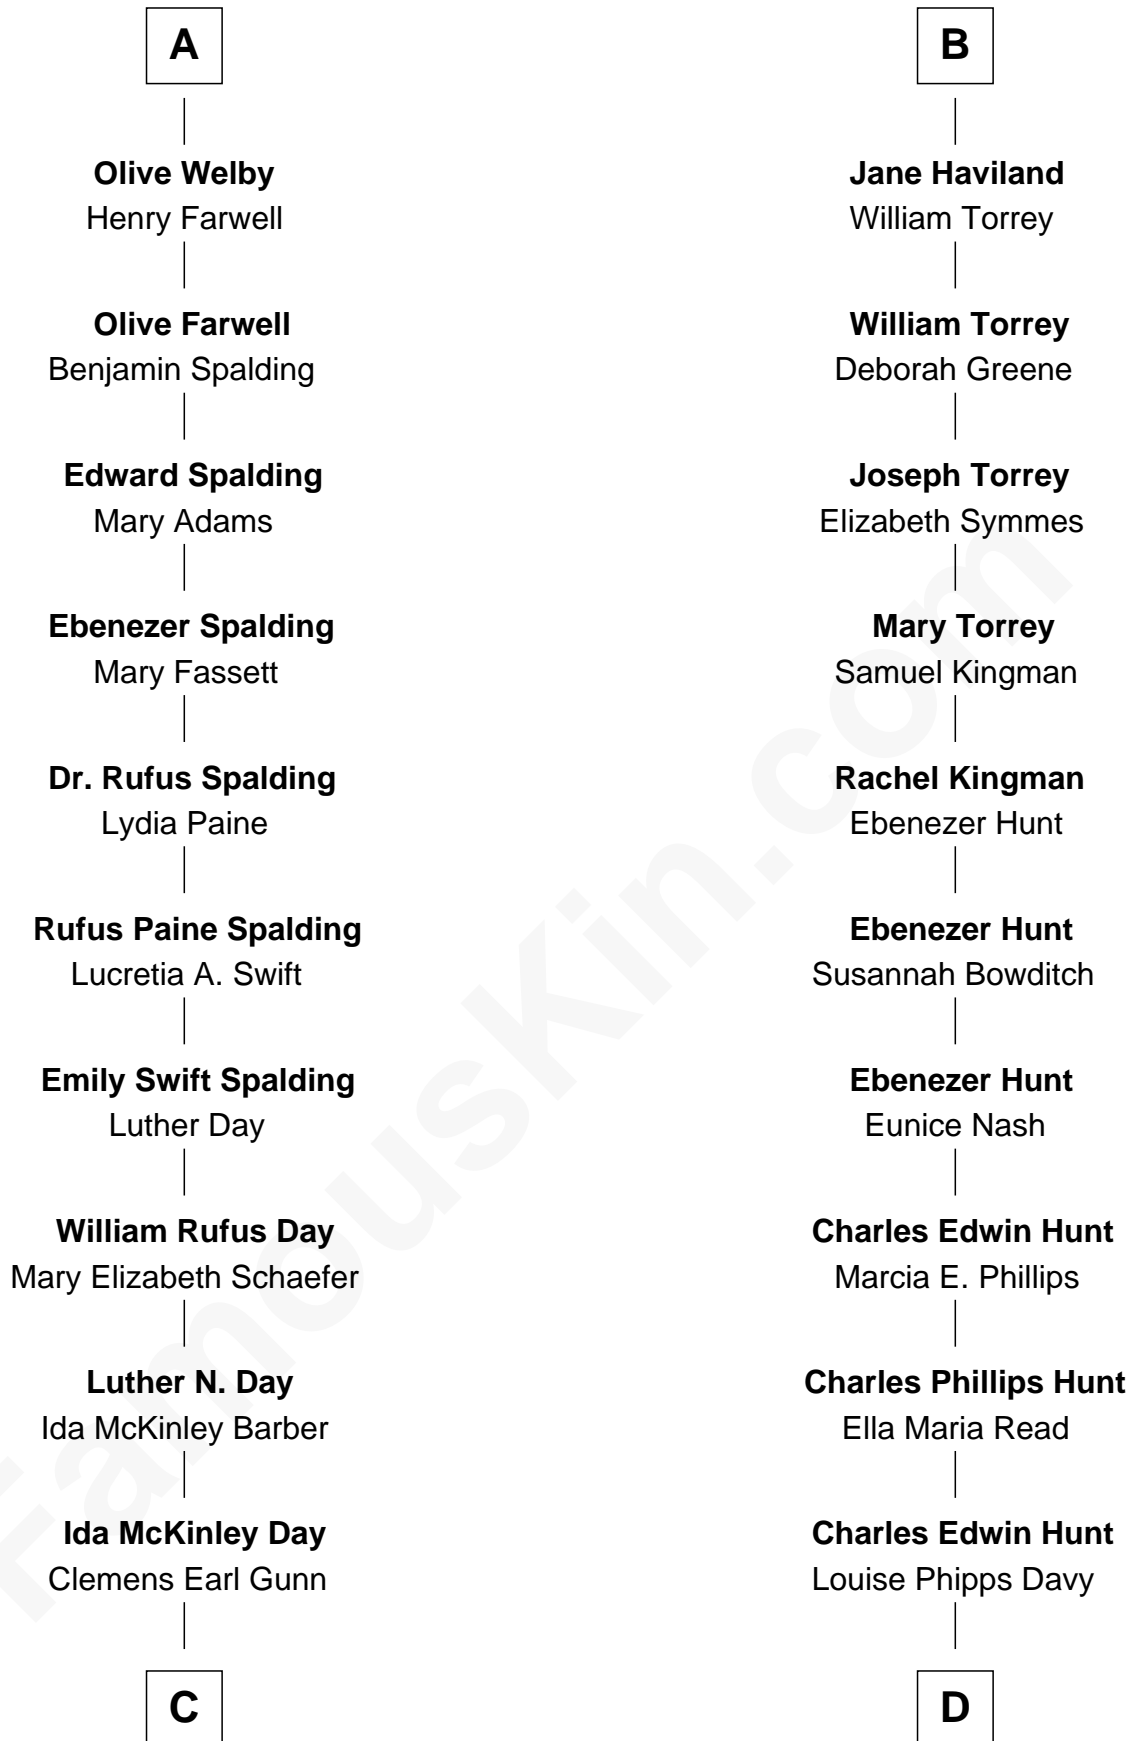 A
Olive Welby
Henry Farwell
Olive Farwell
Benjamin Spalding
Edward Spalding
Mary Adams
Ebenezer Spalding
Mary Fassett
Dr. Rufus Spalding
Lydia Paine
Rufus Paine Spalding
Lucretia A. Swift
Emily Swift Spalding
Luther Day
William Rufus Day
Mary Elizabeth Schaefer
Luther N. Day
Ida McKinley Barber
Ida McKinley Day
Clemens Earl Gunn
C
B
Jane Haviland
William Torrey
William Torrey
Deborah Greene
Joseph Torrey
Elizabeth Symmes
Mary Torrey
Samuel Kingman
Rachel Kingman
Ebenezer Hunt
Ebenezer Hunt
Susannah Bowditch
Ebenezer Hunt
Eunice Nash
Charles Edwin Hunt
Marcia E. Phillips
Charles Phillips Hunt
Ella Maria Read
Charles Edwin Hunt
Louise Phipps Davy
D
FamousKin.com